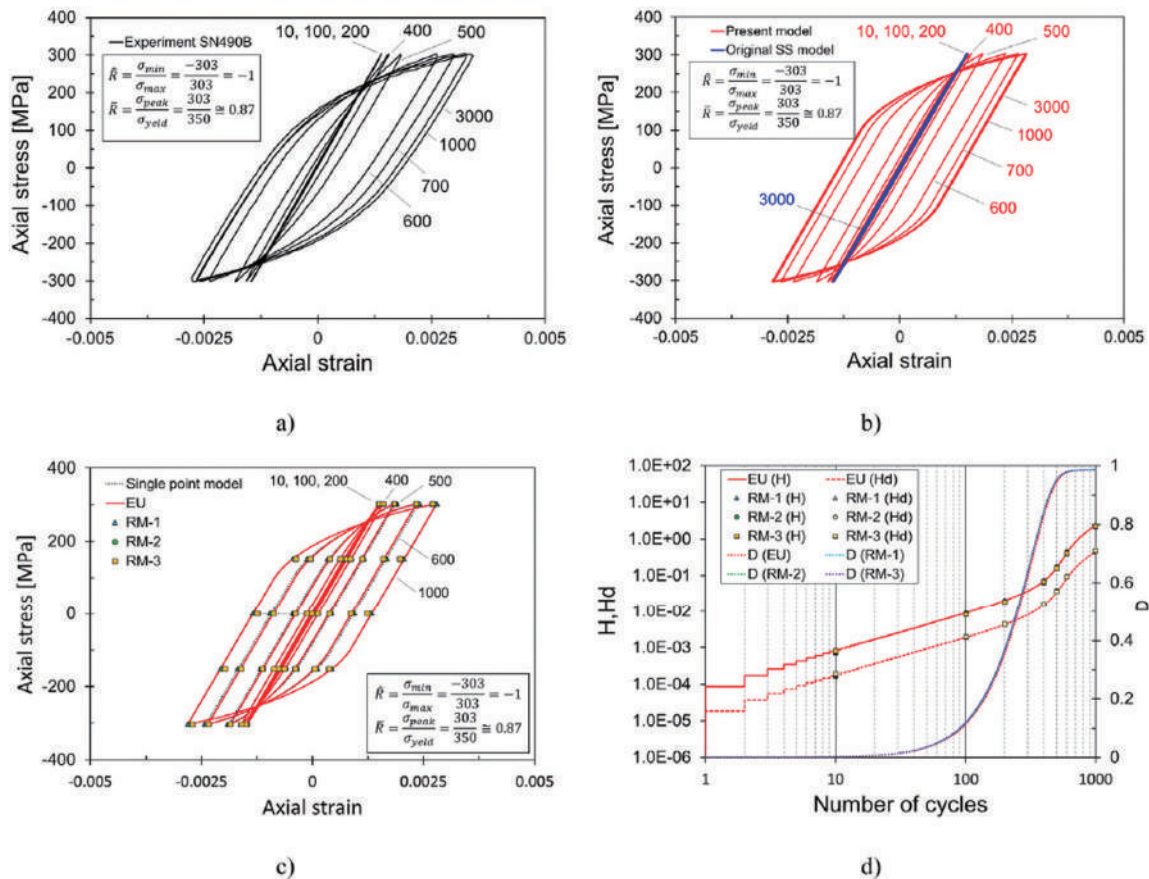 400
300
200
100
0
-100
-200
-300
-400
Axial stress [MPa]
Experiment SN490B
R̂ = σmin/σmax = -303/303 = -1
R̄ = σpeak/σyeld = 303/350 ≅ 0.87
10, 100, 200
400
500
3000
1000
700
600
-0.005 -0.0025 0 0.0025 0.005
Axial strain
a)
400
300
200
100
0
-100
-200
-300
-400
Axial stress [MPa]
Present model
Original SS model
R̂ = σmin/σmax = -303/303 = -1
R̄ = σpeak/σyeld = 303/350 ≅ 0.87
10, 100, 200
400
500
3000
1000
700
600
3000
-0.005 -0.0025 0 0.0025 0.005
Axial strain
b)
400
200
0
-200
-400
Axial stress [MPa]
Single point model
EU
RM-1
RM-2
RM-3
10, 100, 200
400
500
600
1000
R̂ = σmin/σmax = -303/303 = -1
R̄ = σpeak/σyeld = 303/350 ≅ 0.87
-0.005 -0.0025 0 0.0025 0.005
Axial strain
c)
1.0E+02
1.0E+01
1.0E+00
1.0E-01
1.0E-02
1.0E-03
1.0E-04
1.0E-05
1.0E-06
H,Hd
EU (H) EU (Hd)
RM-1 (H) RM-1 (Hd)
RM-2 (H) RM-2 (Hd)
RM-3 (H) RM-3 (Hd)
D (EU) D (RM-1)
D (RM-2) D (RM-3)
1
0.8
0.6
0.4
0.2
0
D
1 10 100 1000
Number of cycles
d)